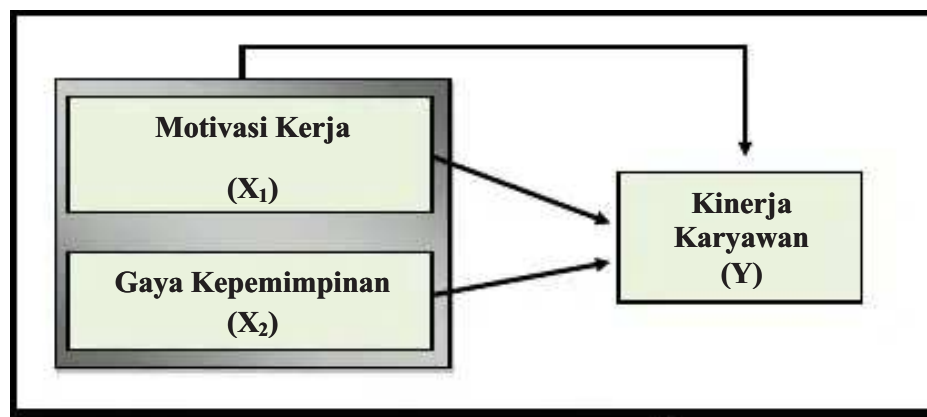 Motivasi Kerja
(X₁)
Gaya Kepemimpinan
(X₂)
Kinerja
Karyawan
(Y)